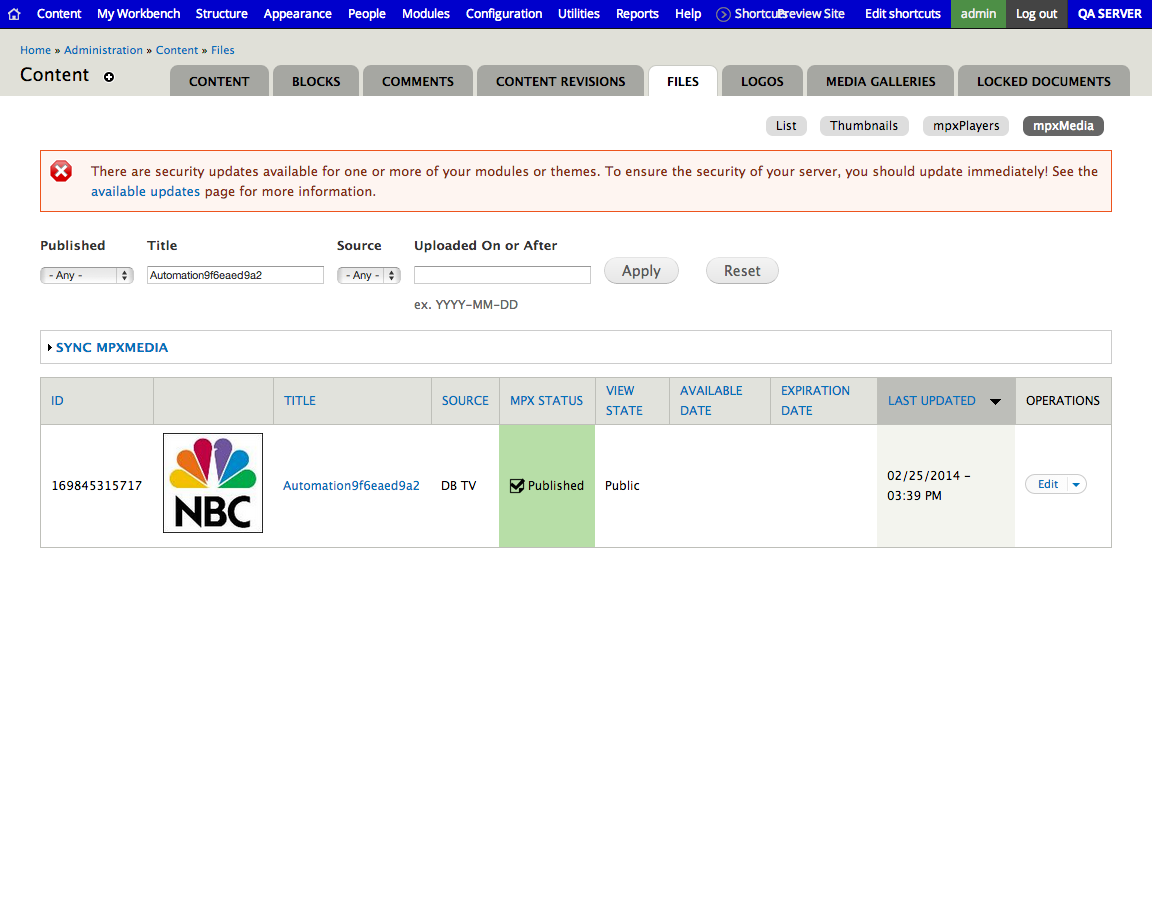 Content My Workbench Structure Appearance People Modules Configuration Utilities Reports Help Shortcuts Preview Site Edit shortcuts admin Log out QA SERVER
Home » Administration » Content » Files
Content
CONTENT BLOCKS COMMENTS CONTENT REVISIONS FILES LOGOS MEDIA GALLERIES LOCKED DOCUMENTS
List Thumbnails mpxPlayers mpxMedia
There are security updates available for one or more of your modules or themes. To ensure the security of your server, you should update immediately! See the
available updates page for more information.
Published Title Source Uploaded On or After
- Any - Automation9f6eaed9a2 - Any - Apply Reset
ex. YYYY-MM-DD
SYNC MPXMEDIA
ID TITLE SOURCE MPX STATUS VIEW STATE AVAILABLE DATE EXPIRATION DATE LAST UPDATED OPERATIONS
169845315717 NBC Automation9f6eaed9a2 DB TV Published Public 02/25/2014 - 03:39 PM Edit